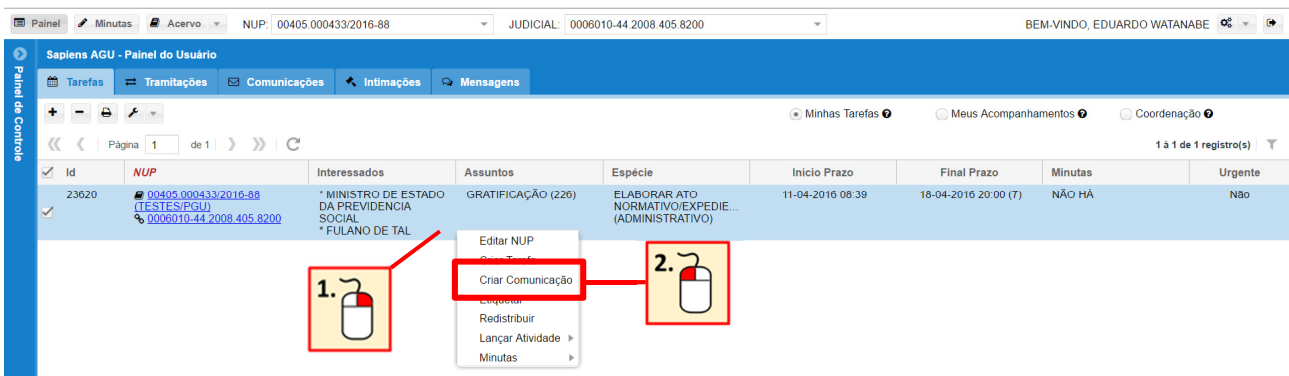 Painel Minutas Acervo NUP: 00405.000433/2016-88 JUDICIAL: 0006010-44.2008.405.8200 BEM-VINDO, EDUARDO WATANABE
Painel de Controle
Sapiens AGU - Painel do Usuário
Tarefas Tramitações Comunicações Intimações Mensagens
Minhas Tarefas Meus Acompanhamentos Coordenação
Página 1 de 1 1 à 1 de 1 registro(s)
Id NUP Interessados Assuntos Espécie Início Prazo Final Prazo Minutas Urgente
23620 00405.000433/2016-88 * MINISTRO DE ESTADO GRATIFICAÇÃO (226) ELABORAR ATO 11-04-2016 08:39 18-04-2016 20:00 (7) NÃO HÁ Não
(TESTES/PGU) DA PREVIDENCIA NORMATIVO/EXPEDIE...
0006010-44.2008.405.8200 SOCIAL (ADMINISTRATIVO)
* FULANO DE TAL
Editar NUP
Criar Tarefa
Criar Comunicação
Etiquetar
Redistribuir
Lançar Atividade
Minutas
1.
2.